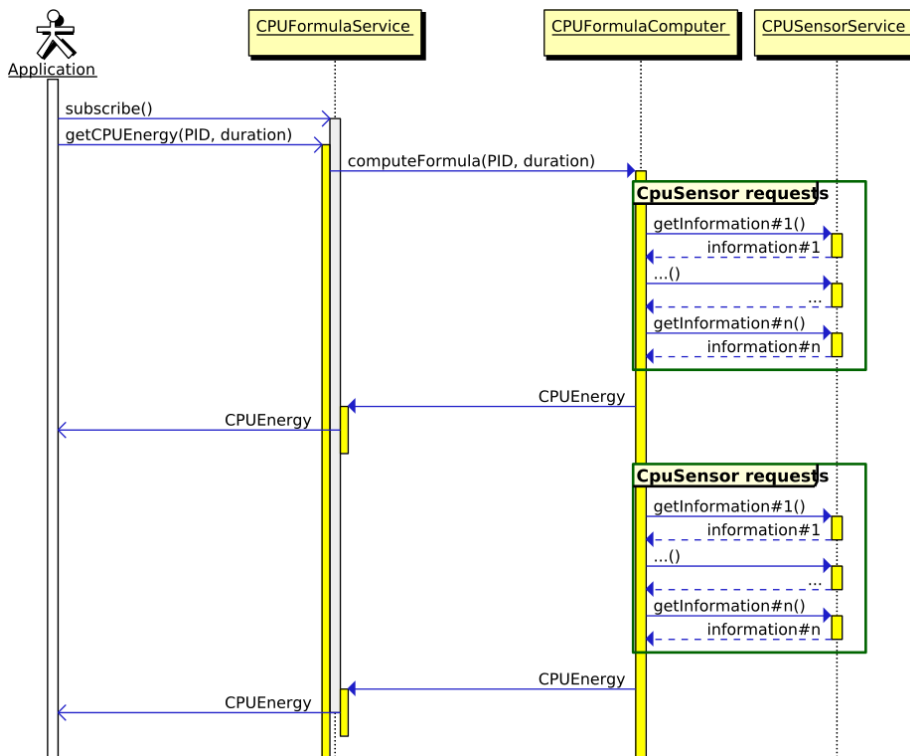 CPUFormulaService
CPUFormulaComputer
CPUSensorService
Application
subscribe()
getCPUEnergy(PID, duration)
computeFormula(PID, duration)
CpuSensor requests
getInformation#1()
information#1
...()
...
getInformation#n()
information#n
CPUEnergy
CPUEnergy
CpuSensor requests
getInformation#1()
information#1
...()
...
getInformation#n()
information#n
CPUEnergy
CPUEnergy